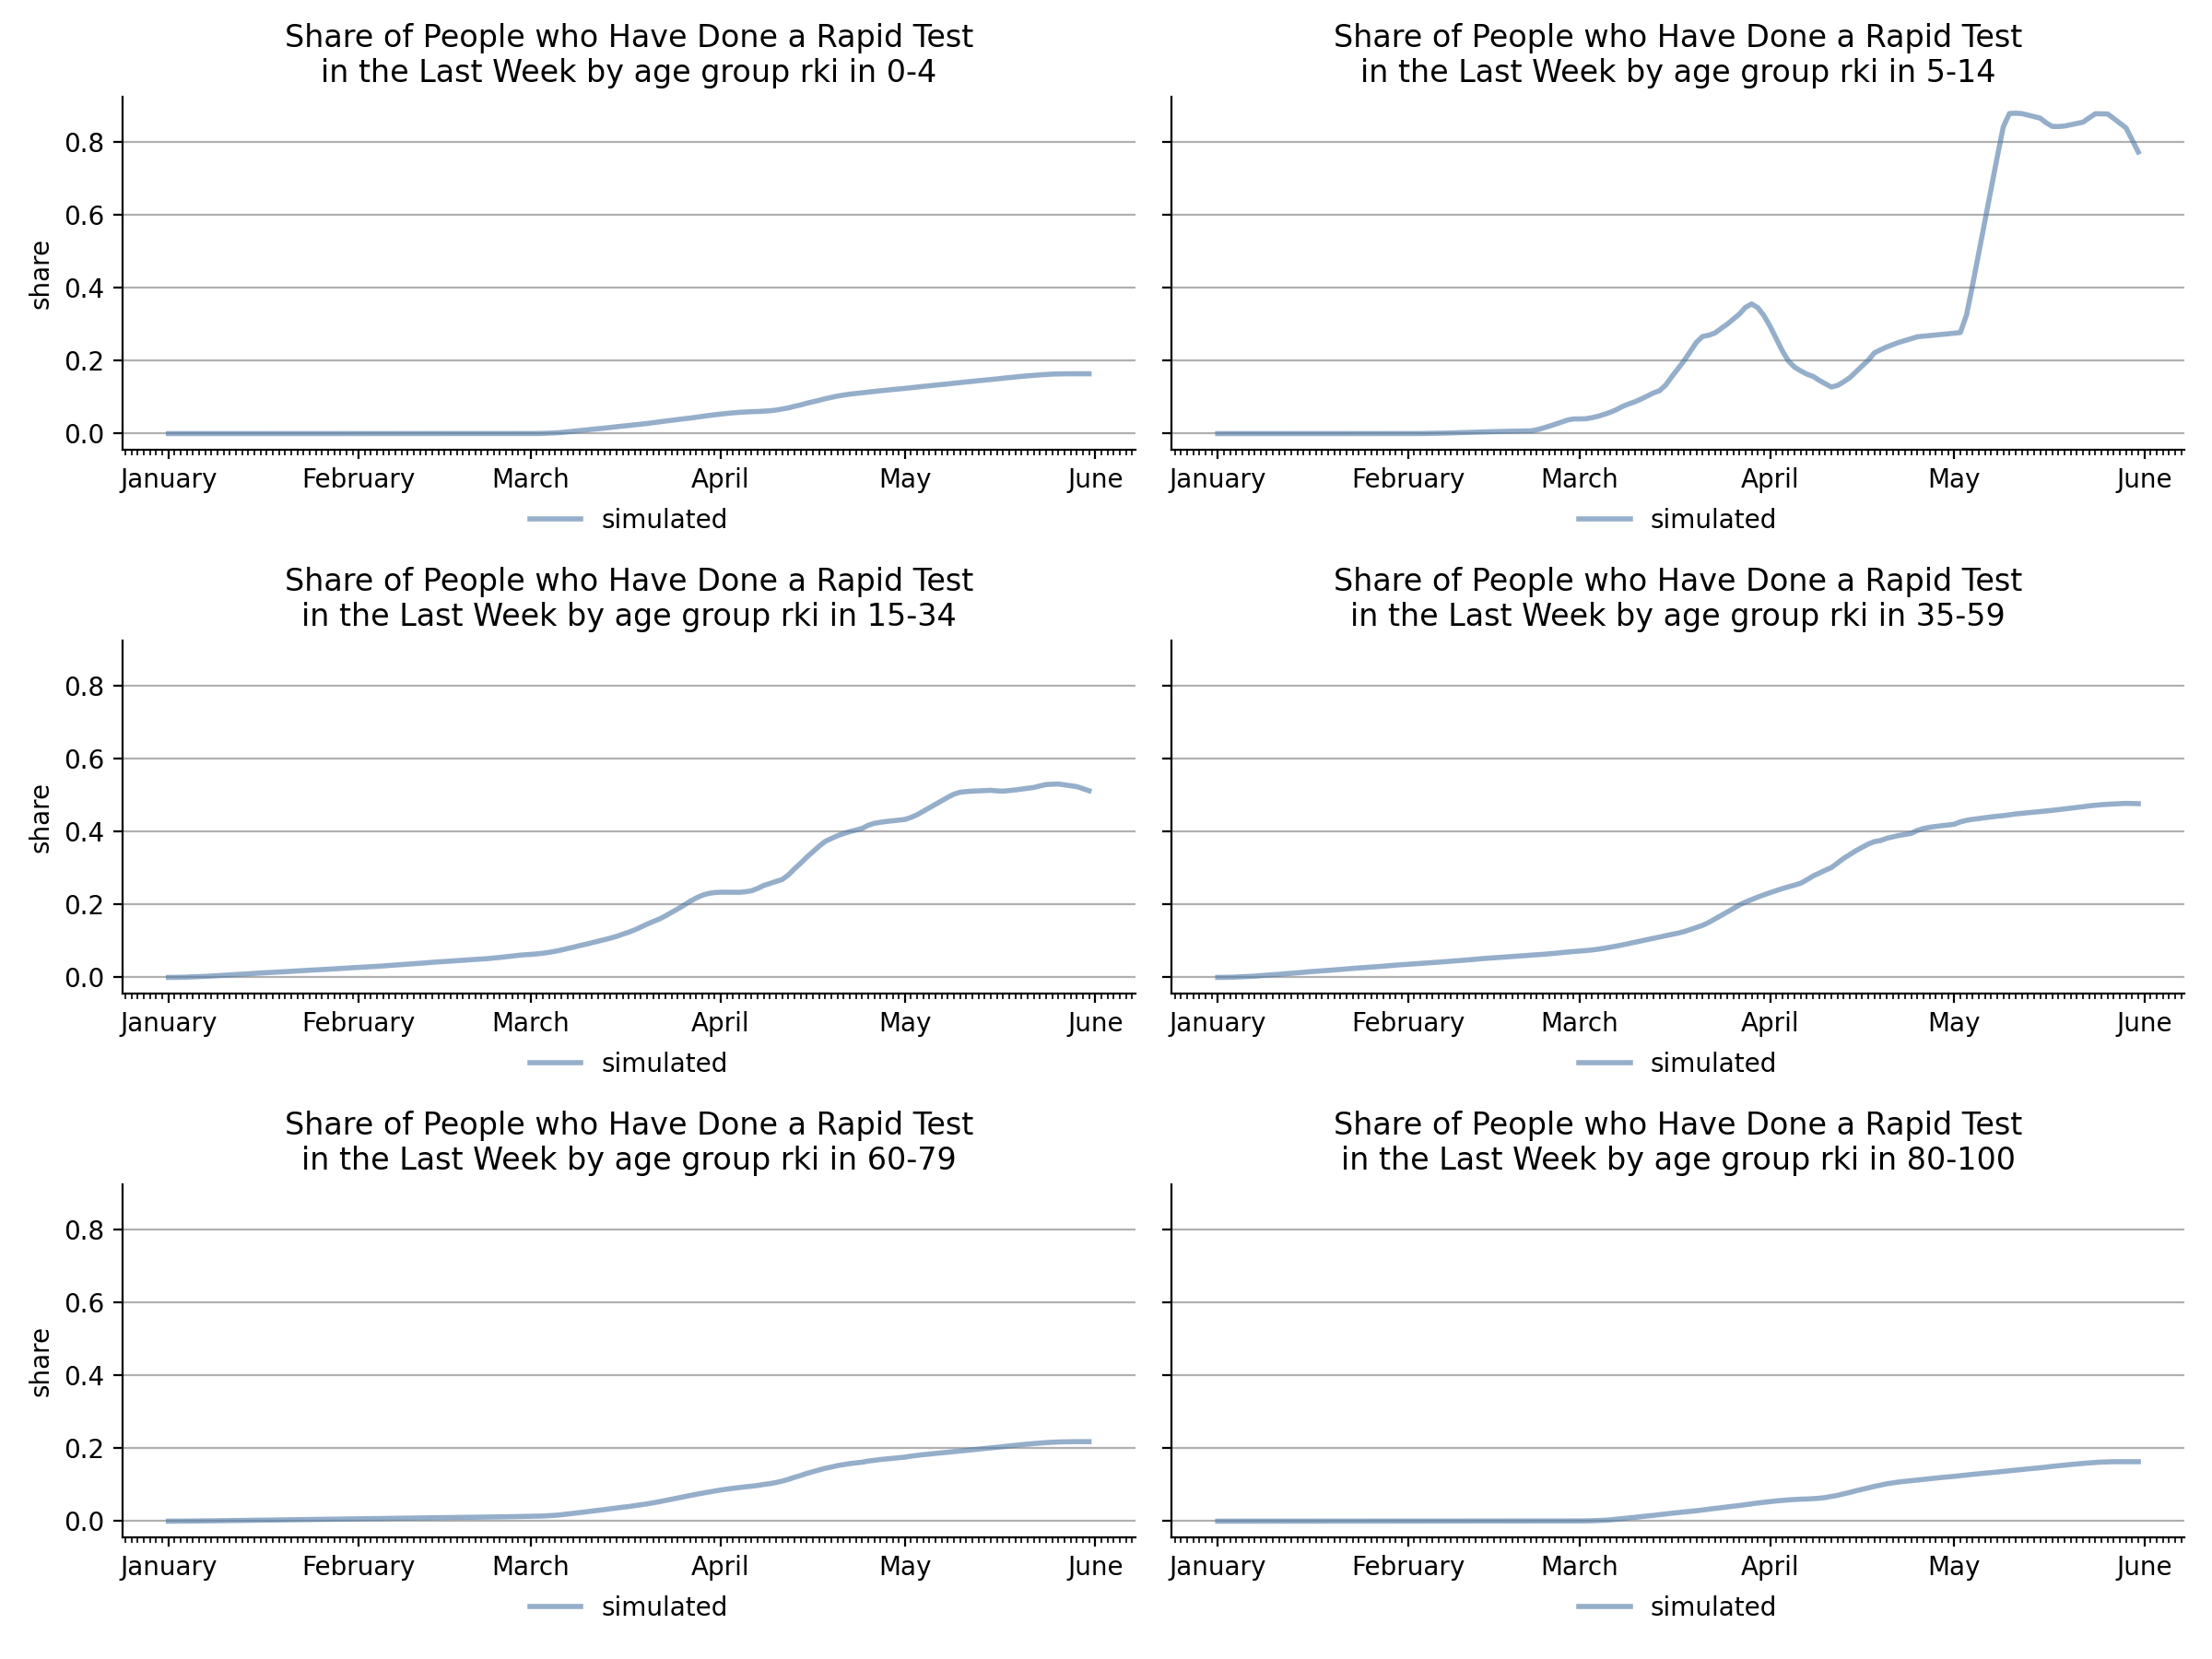 Share of People who Have Done a Rapid Test
in the Last Week by age group rki in 0-4
share
0.8
0.6
0.4
0.2
0.0
January February March April May June
simulated
Share of People who Have Done a Rapid Test
in the Last Week by age group rki in 5-14
January February March April May June
simulated
Share of People who Have Done a Rapid Test
in the Last Week by age group rki in 15-34
share
0.8
0.6
0.4
0.2
0.0
January February March April May June
simulated
Share of People who Have Done a Rapid Test
in the Last Week by age group rki in 35-59
January February March April May June
simulated
Share of People who Have Done a Rapid Test
in the Last Week by age group rki in 60-79
share
0.8
0.6
0.4
0.2
0.0
January February March April May June
simulated
Share of People who Have Done a Rapid Test
in the Last Week by age group rki in 80-100
January February March April May June
simulated